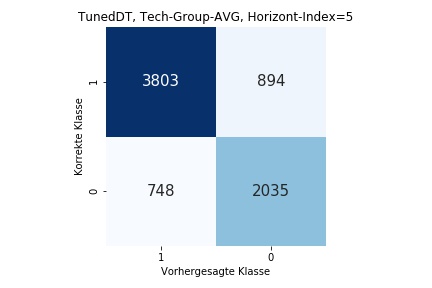 TunedDT, Tech-Group-AVG, Horizont-Index=5
Korrekte Klasse
1
3803
894
0
748
2035
1
0
Vorhergesagte Klasse